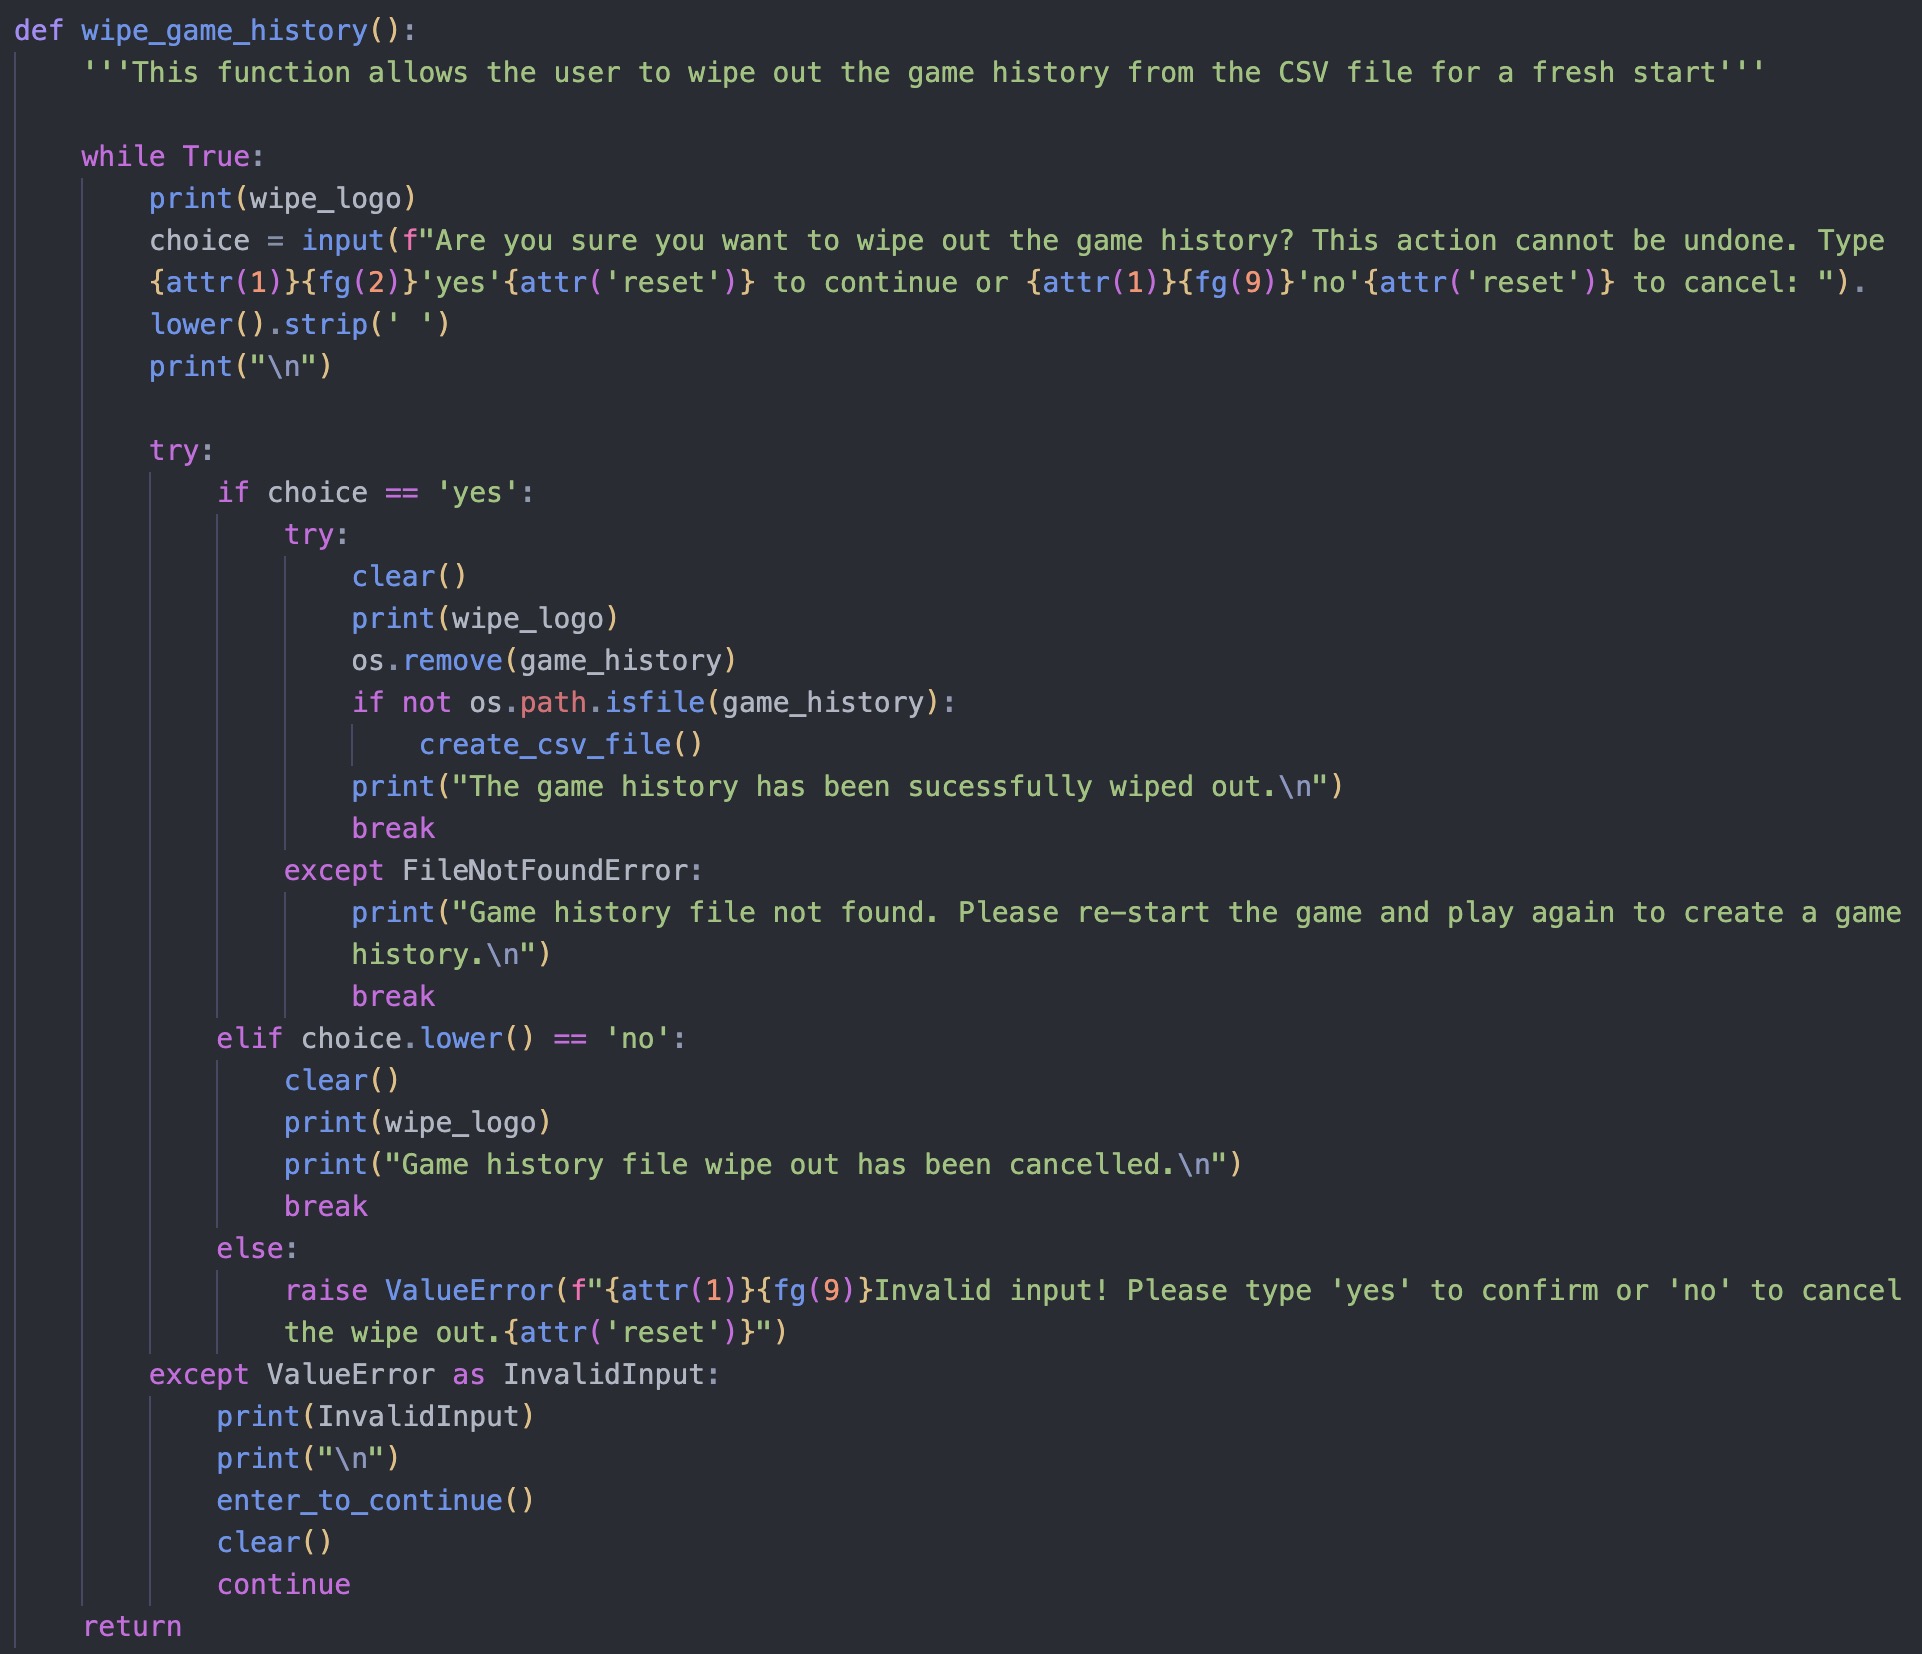 def wipe_game_history():
    '''This function allows the user to wipe out the game history from the CSV file for a fresh start'''
    while True:
        print(wipe_logo)
        choice = input(f"Are you sure you want to wipe out the game history? This action cannot be undone. Type
        {attr(1)}{fg(2)}'yes'{attr('reset')} to continue or {attr(1)}{fg(9)}'no'{attr('reset')} to cancel: ").
        lower().strip(' ')
        print("\n")
        try:
            if choice == 'yes':
                try:
                    clear()
                    print(wipe_logo)
                    os.remove(game_history)
                    if not os.path.isfile(game_history):
                        create_csv_file()
                    print("The game history has been sucessfully wiped out.\n")
                    break
                except FileNotFoundError:
                    print("Game history file not found. Please re-start the game and play again to create a game
                    history.\n")
                    break
            elif choice.lower() == 'no':
                clear()
                print(wipe_logo)
                print("Game history file wipe out has been cancelled.\n")
                break
            else:
                raise ValueError(f"{attr(1)}{fg(9)}Invalid input! Please type 'yes' to confirm or 'no' to cancel
                the wipe out.{attr('reset')}")
        except ValueError as InvalidInput:
            print(InvalidInput)
            print("\n")
            enter_to_continue()
            clear()
            continue
    return